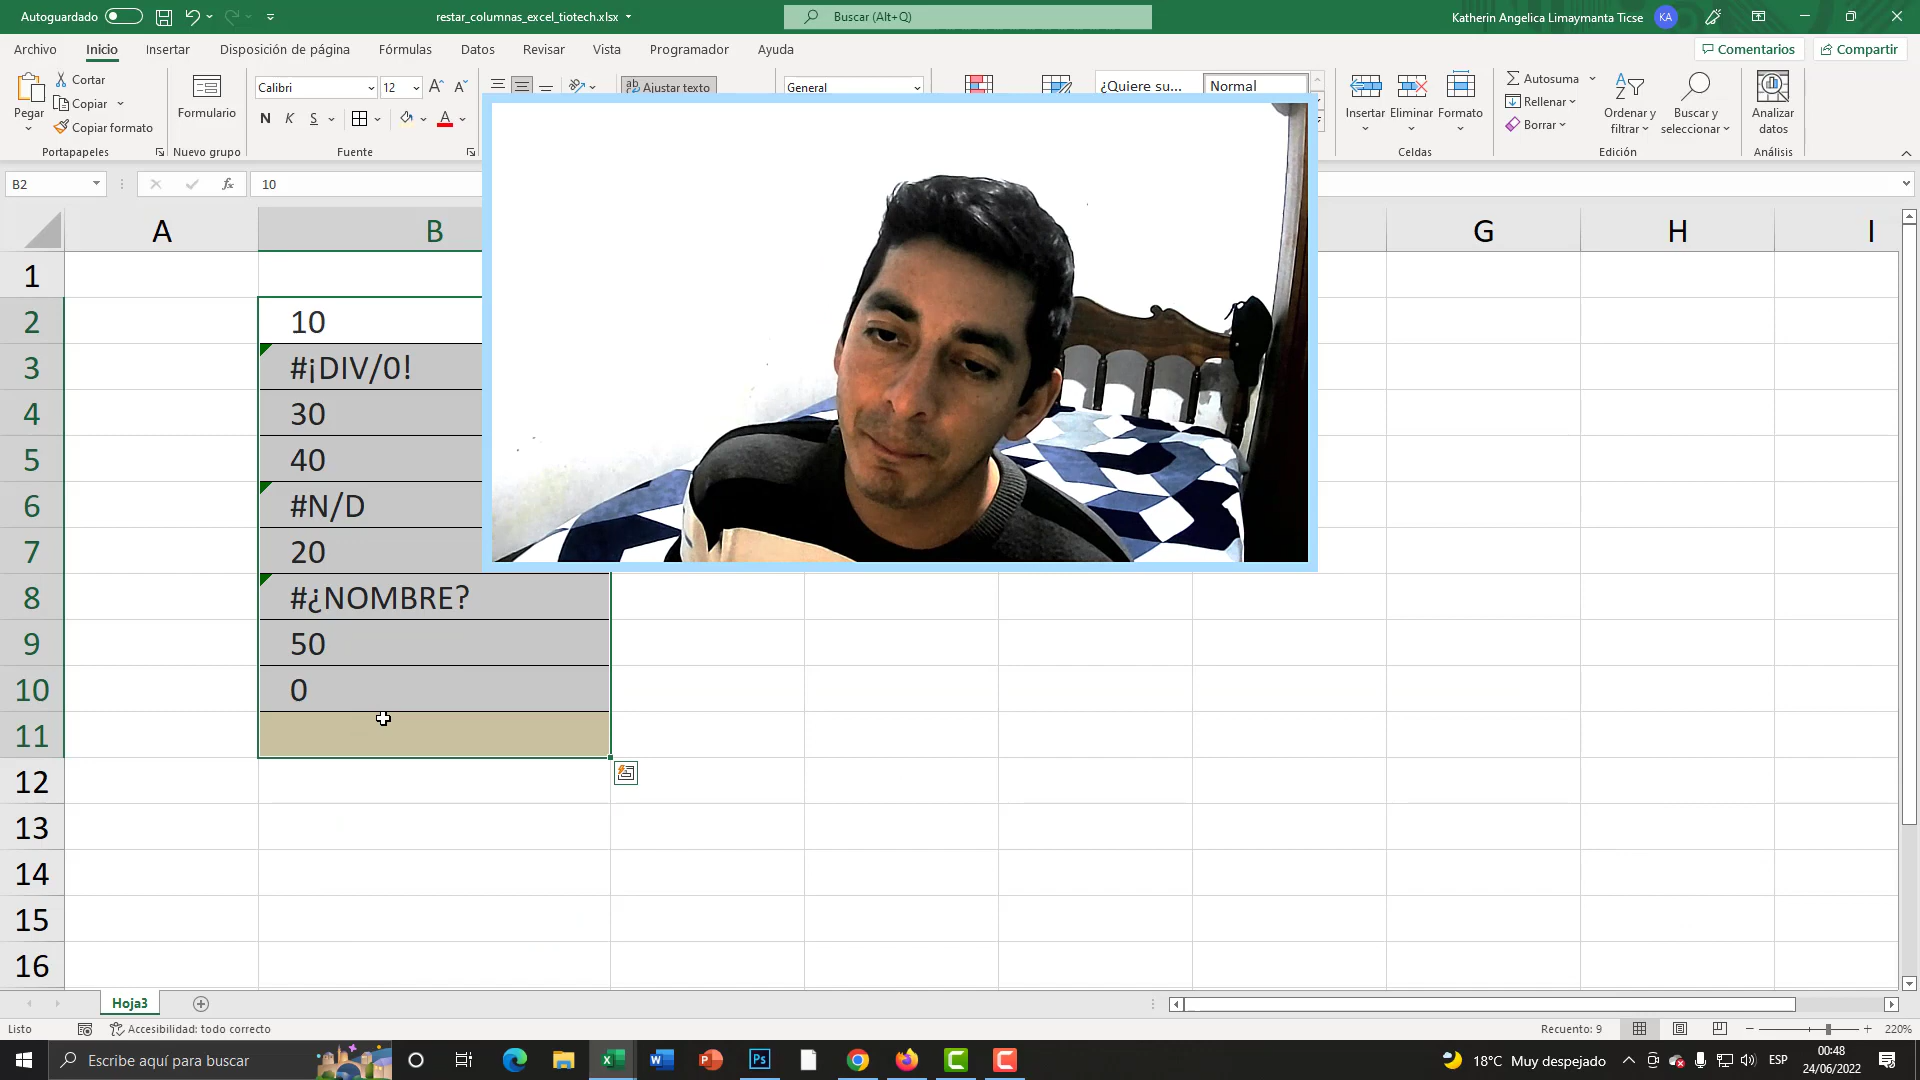 Autoguardado
restar_columnas_excel_tiotech.xlsx
Buscar (Alt+Q)
Katherin Angelica Limaymanta Ticse
KA
Archivo Inicio Insertar Disposición de página Fórmulas Datos Revisar Vista Programador Ayuda
Comentarios Compartir
Pegar
Cortar
Copiar
Copiar formato
Portapapeles
Formulario
Nuevo grupo
Calibri 12
N K S
Fuente
Ajustar texto
General
¿Quiere su... Normal
Insertar Eliminar Formato
Celdas
Autosuma
Rellenar
Borrar
Ordenar y filtrar
Buscar y seleccionar
Edición
Analizar datos
Análisis
B2 fx 10
A B G H I
1
2 10
3 #¡DIV/0!
4 30
5 40
6 #N/D
7 20
8 #¿NOMBRE?
9 50
10 0
11
12
13
14
15
16
Hoja3
Listo Accesibilidad: todo correcto Recuento: 9 220%
Escribe aquí para buscar
18°C Muy despejado ESP
00:48
24/06/2022